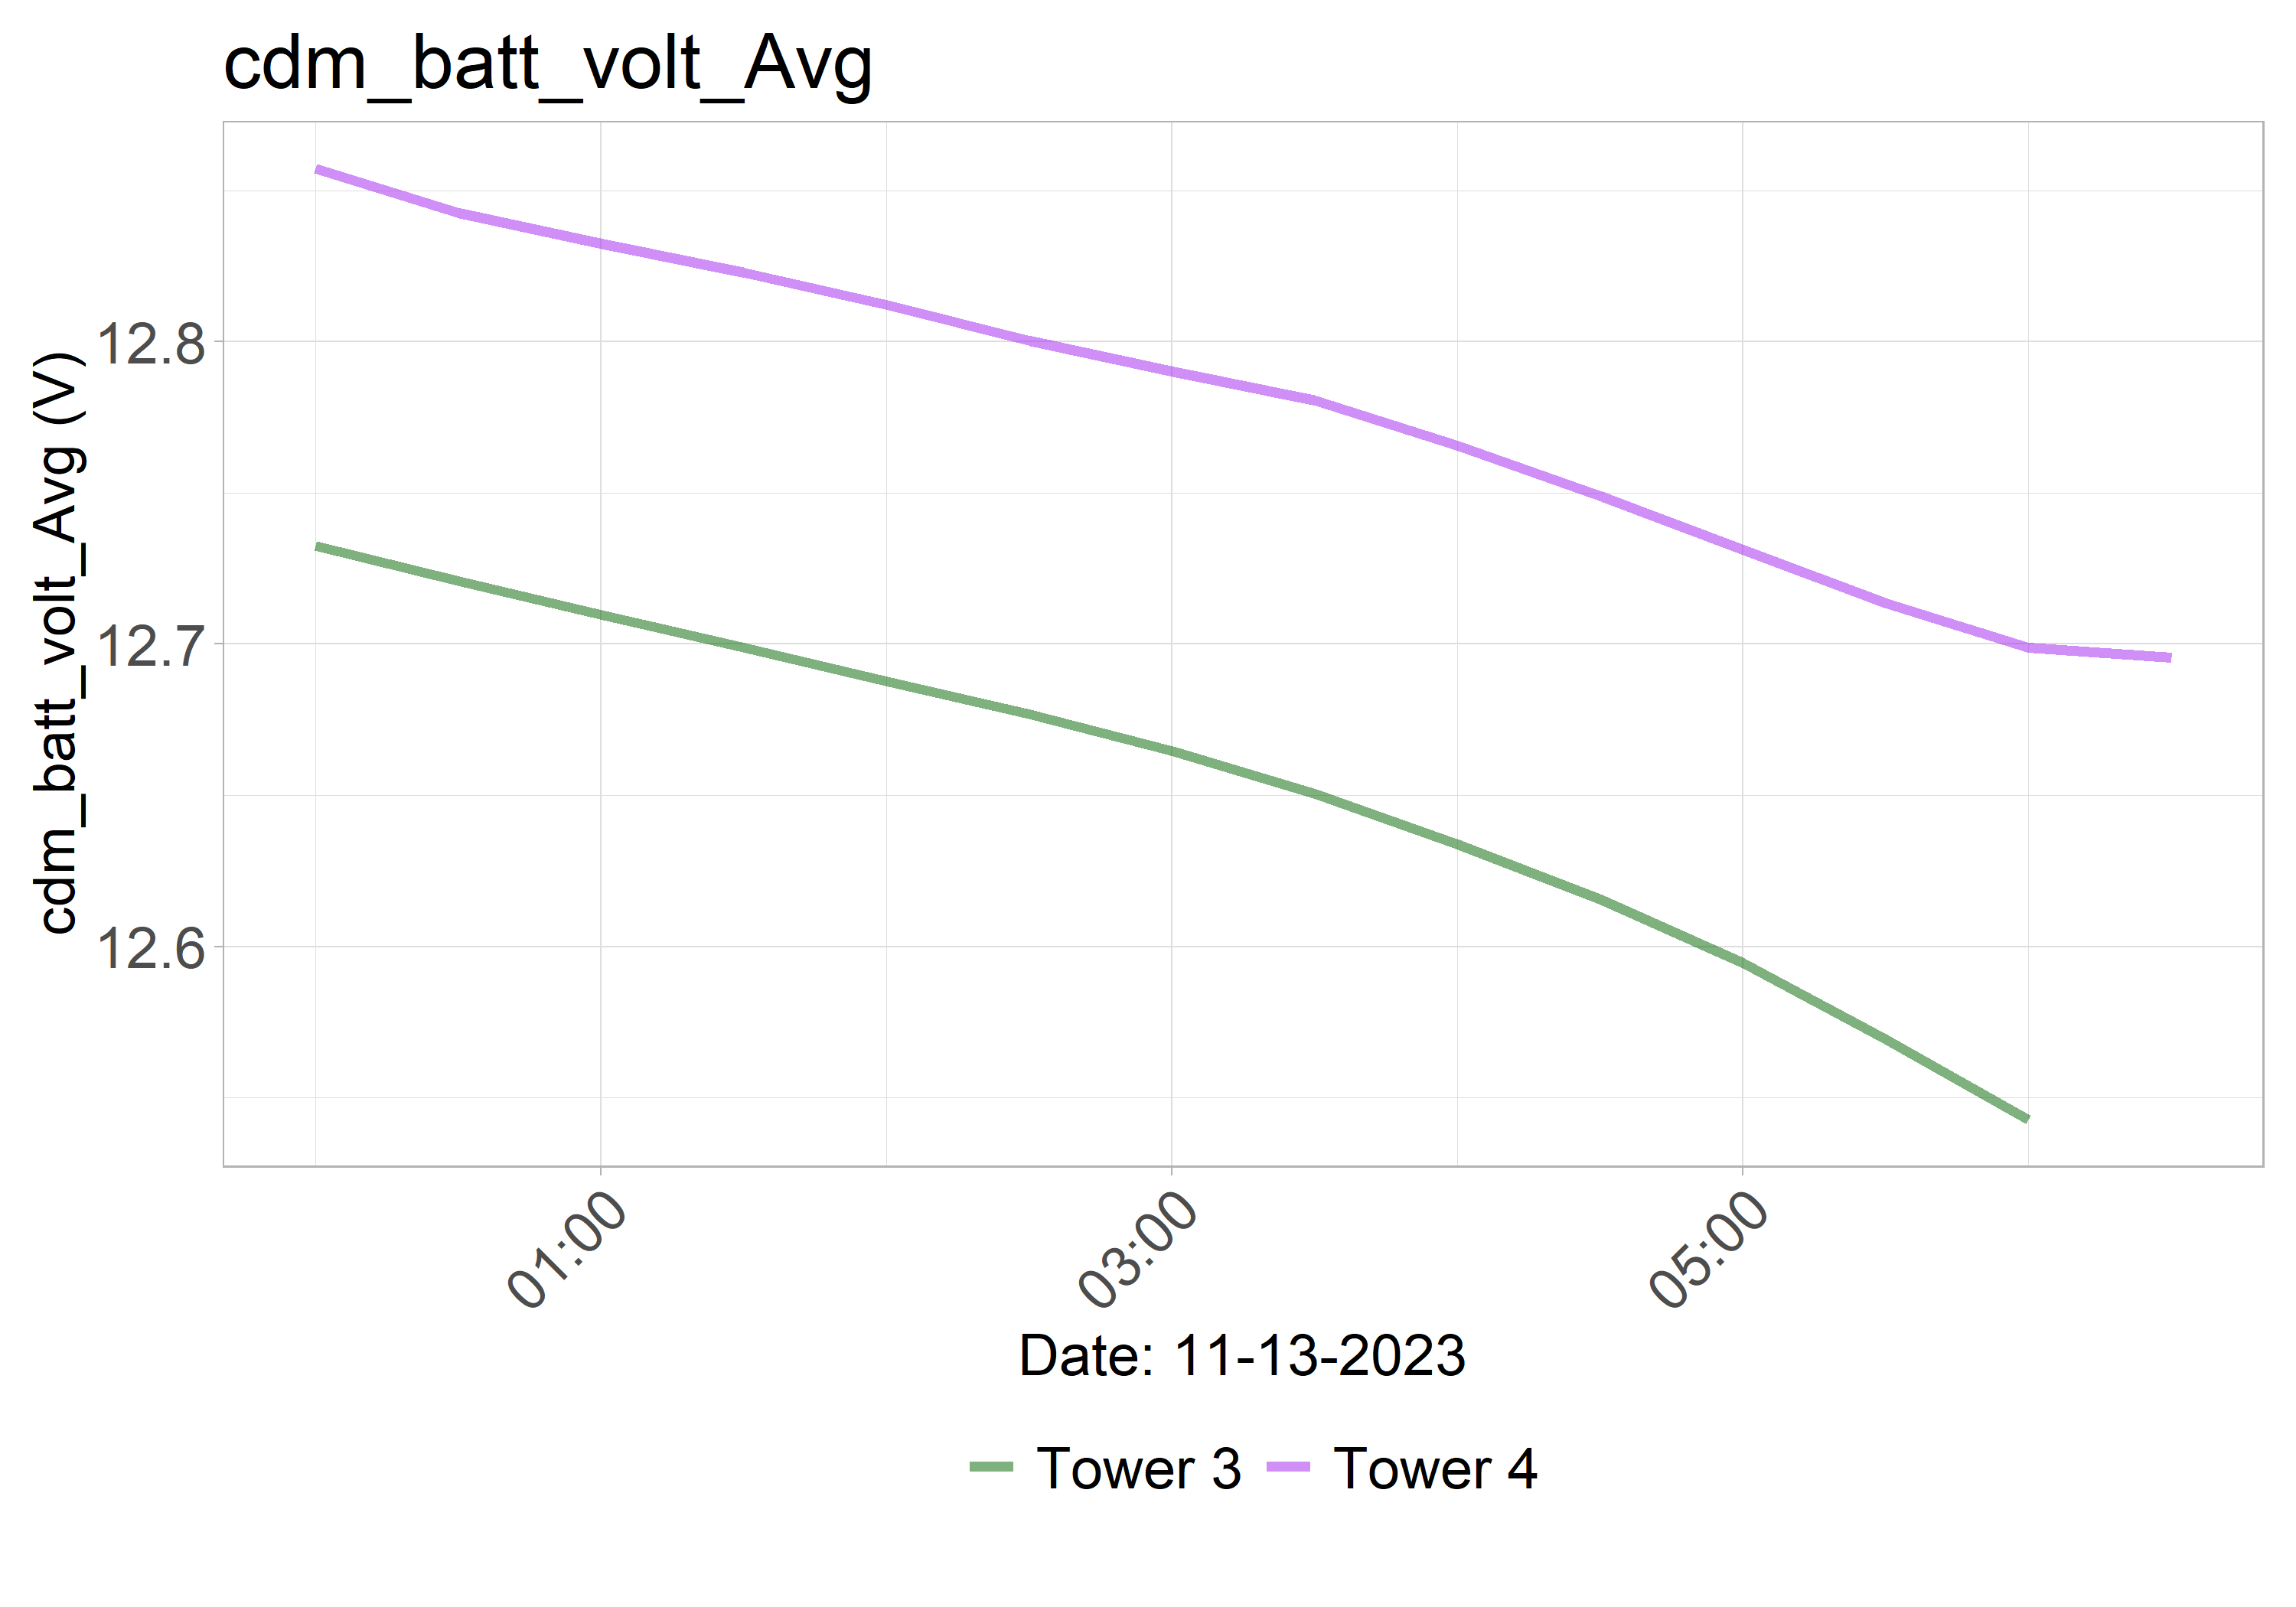 cdm_batt_volt_Avg
cdm_batt_volt_Avg (V)
12.8
12.7
12.6
01:00
03:00
05:00
Date: 11-13-2023
Tower 3
Tower 4